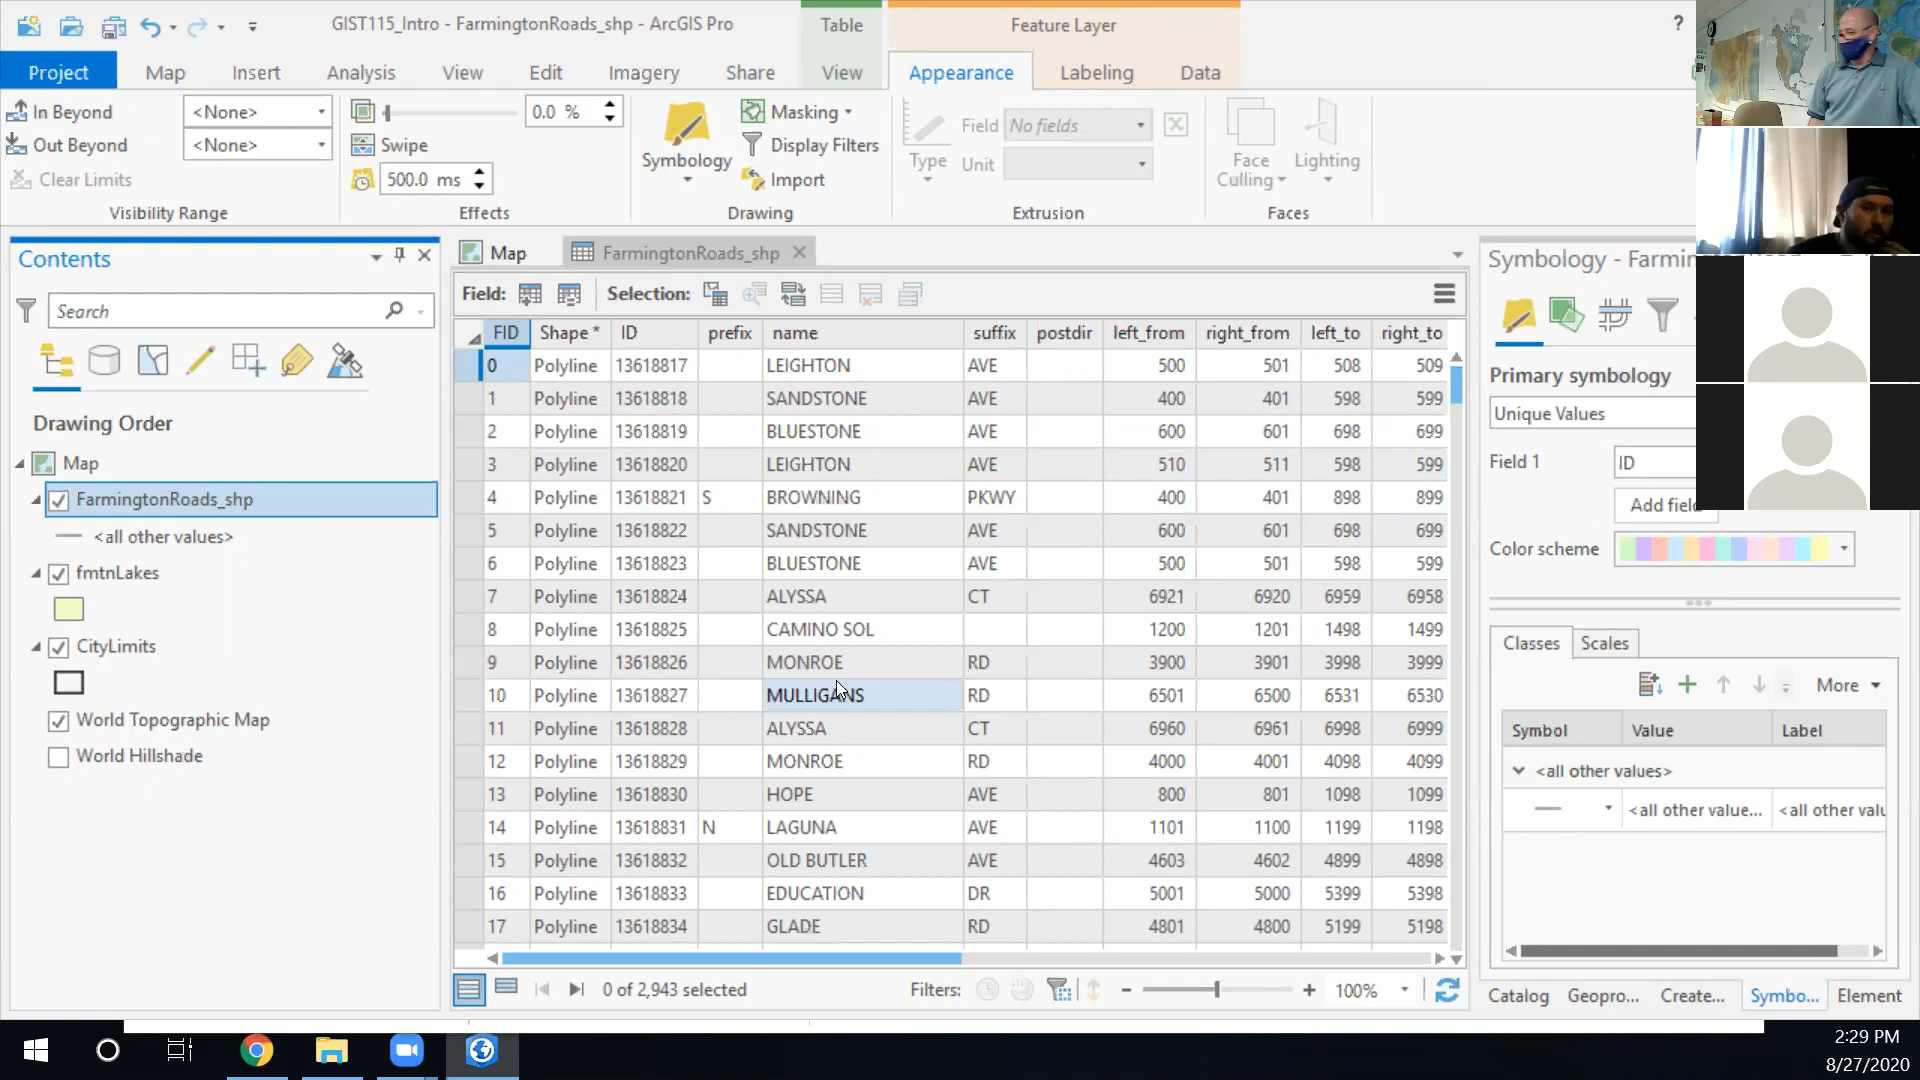 GIST115_Intro - FarmingtonRoads_shp - ArcGIS Pro
Table
Feature Layer
?
Project
Map
Insert
Analysis
View
Edit
Imagery
Share
View
Appearance
Labeling
Data
In Beyond
<None>
Out Beyond
<None>
Clear Limits
Visibility Range
0.0 %
Swipe
500.0 ms
Effects
Symbology
Masking
Display Filters
Import
Drawing
Type
Field
No fields
Unit
Extrusion
Face Culling
Lighting
Faces
Contents
Search
Drawing Order
Map
FarmingtonRoads_shp
<all other values>
fmtnLakes
CityLimits
World Topographic Map
World Hillshade
Map
FarmingtonRoads_shp
Field:
Selection:
FID Shape * ID prefix name suffix postdir left_from right_from left_to right_to
0 Polyline 13618817 LEIGHTON AVE 500 501 508 509
1 Polyline 13618818 SANDSTONE AVE 400 401 598 599
2 Polyline 13618819 BLUESTONE AVE 600 601 698 699
3 Polyline 13618820 LEIGHTON AVE 510 511 598 599
4 Polyline 13618821 S BROWNING PKWY 400 401 898 899
5 Polyline 13618822 SANDSTONE AVE 600 601 698 699
6 Polyline 13618823 BLUESTONE AVE 500 501 598 599
7 Polyline 13618824 ALYSSA CT 6921 6920 6959 6958
8 Polyline 13618825 CAMINO SOL 1200 1201 1498 1499
9 Polyline 13618826 MONROE RD 3900 3901 3998 3999
10 Polyline 13618827 MULLIGANS RD 6501 6500 6531 6530
11 Polyline 13618828 ALYSSA CT 6960 6961 6998 6999
12 Polyline 13618829 MONROE RD 4000 4001 4098 4099
13 Polyline 13618830 HOPE AVE 800 801 1098 1099
14 Polyline 13618831 N LAGUNA AVE 1101 1100 1199 1198
15 Polyline 13618832 OLD BUTLER AVE 4603 4602 4899 4898
16 Polyline 13618833 EDUCATION DR 5001 5000 5399 5398
17 Polyline 13618834 GLADE RD 4801 4800 5199 5198
0 of 2,943 selected
Filters:
100%
Symbology - Farmin
Primary symbology
Unique Values
Field 1
ID
Add field
Color scheme
Classes
Scales
More
Symbol Value Label
<all other values>
<all other value... <all other valu
Catalog
Geopro...
Create...
Symbo...
Element
2:29 PM
8/27/2020